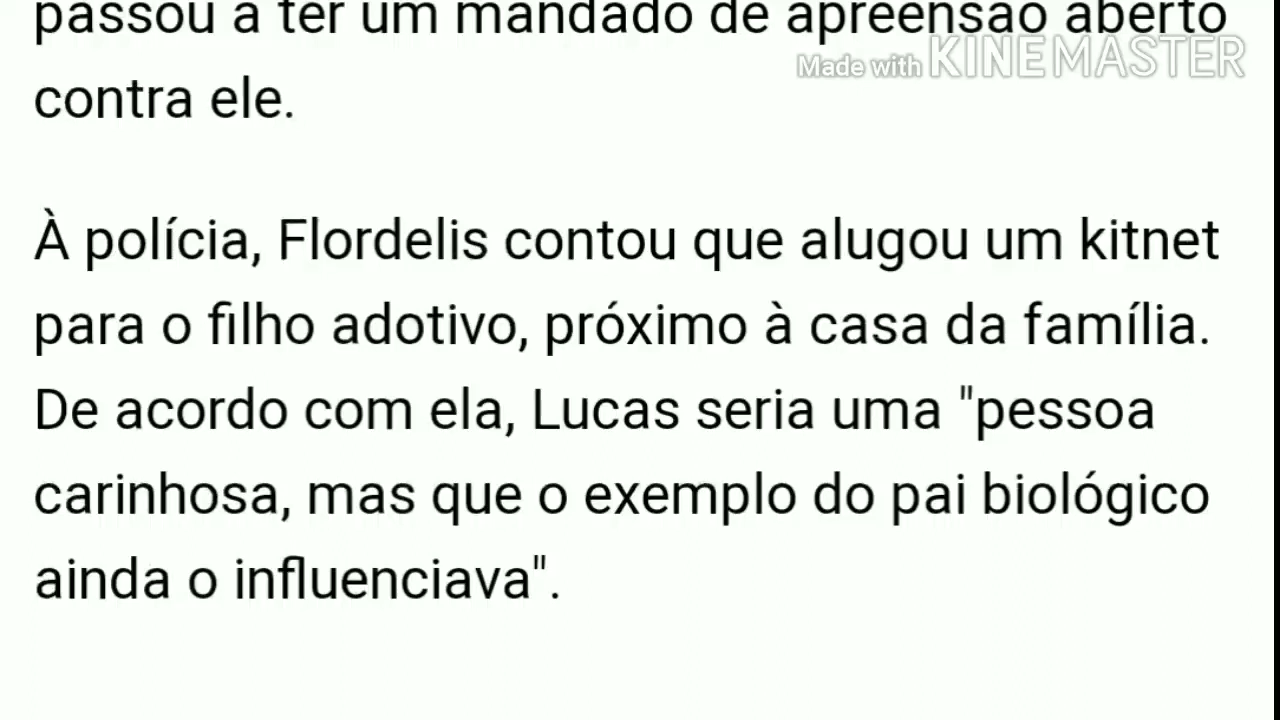 passou a ter um mandado de apreensão aberto
Made with KINEMASTER
contra ele.
À polícia, Flordelis contou que alugou um kitnet
para o filho adotivo, próximo à casa da família.
De acordo com ela, Lucas seria uma "pessoa
carinhosa, mas que o exemplo do pai biológico
ainda o influenciava".